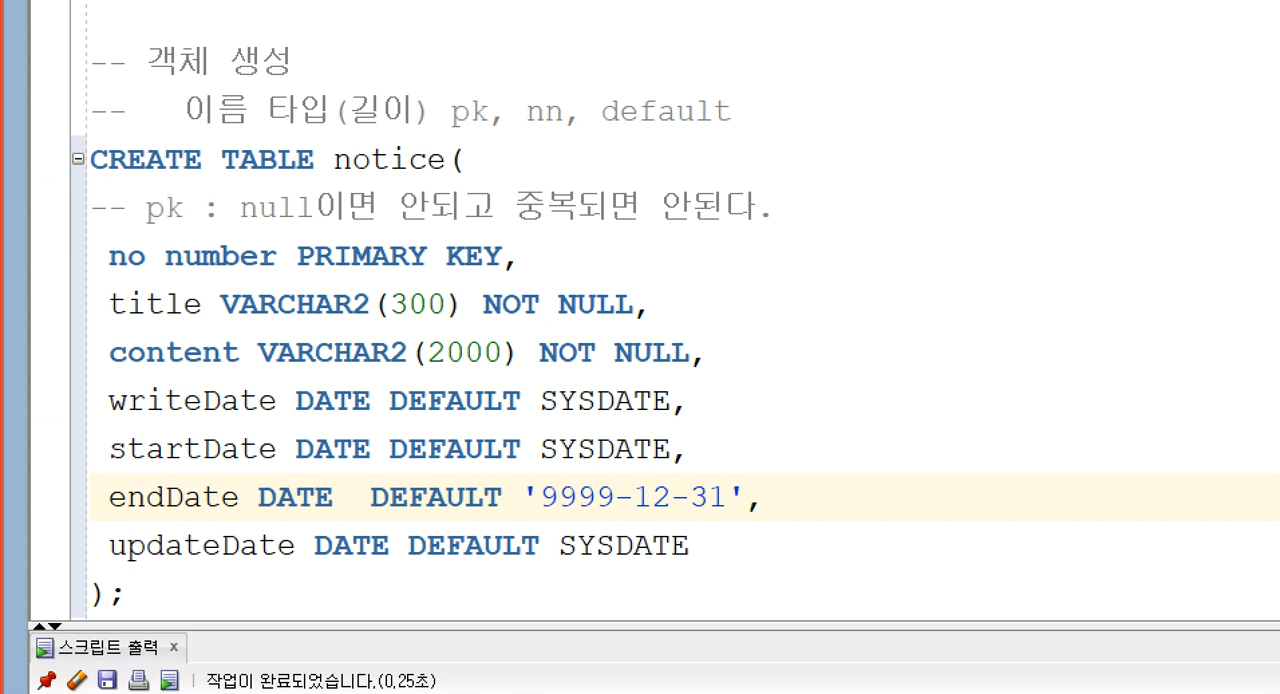 -- 객체 생성
--   이름 타입(길이) pk, nn, default
CREATE TABLE notice(
-- pk : null이면 안되고 중복되면 안된다.
no number PRIMARY KEY,
title VARCHAR2(300) NOT NULL,
content VARCHAR2(2000) NOT NULL,
writeDate DATE DEFAULT SYSDATE,
startDate DATE DEFAULT SYSDATE,
endDate DATE  DEFAULT '9999-12-31',
updateDate DATE DEFAULT SYSDATE
);
스크립트 출력 x
작업이 완료되었습니다.(0,25초)